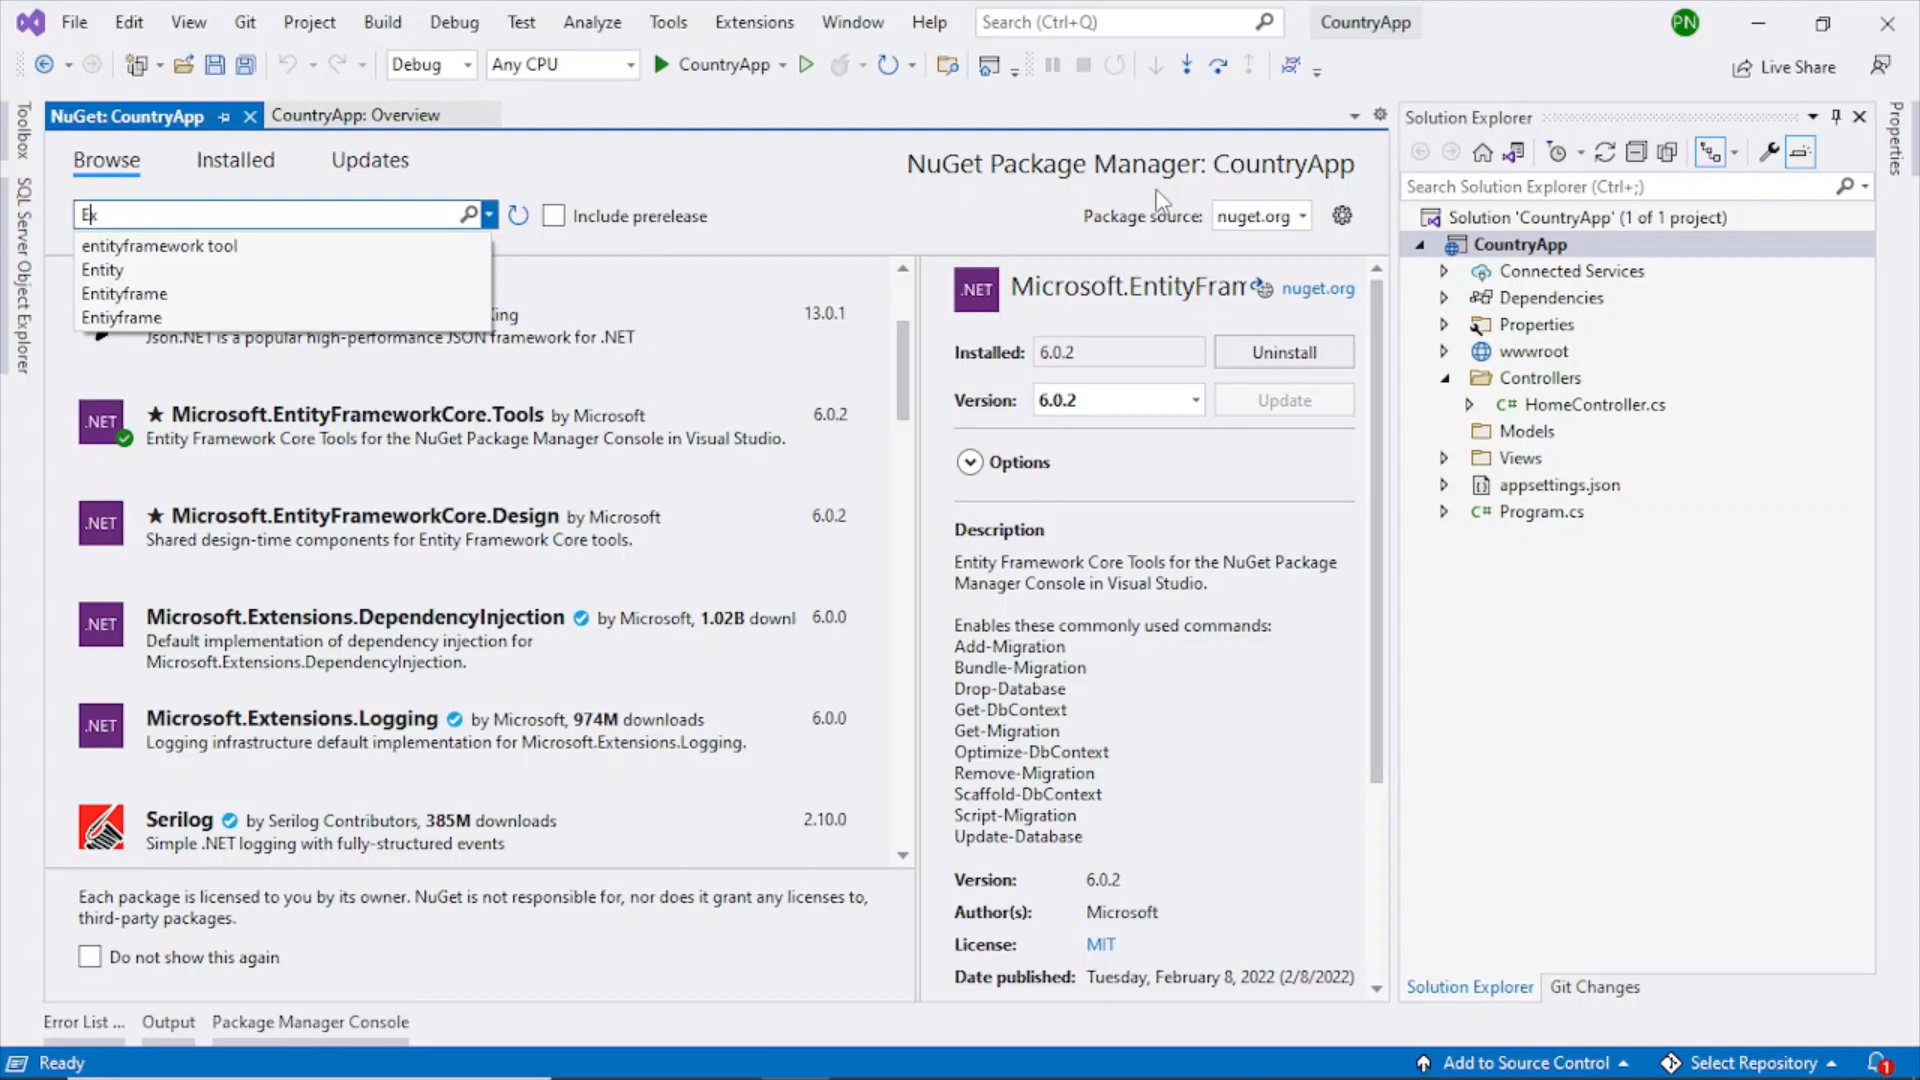 File Edit View Git Project Build Debug Test Analyze Tools Extensions Window Help Search (Ctrl+Q) CountryApp PN
Debug Any CPU CountryApp Live Share
NuGet: CountryApp CountryApp: Overview
Solution Explorer
Toolbox
SQL Server Object Explorer
Properties
Browse Installed Updates
NuGet Package Manager: CountryApp
Ex
Include prerelease
Package source: nuget.org
entityframework tool
Entity
Entityframe
Entiyframe
ing
13.0.1
Json.NET is a popular high-performance JSON framework for .NET
.NET
Microsoft.EntityFrameworkCore.Tools by Microsoft 6.0.2
Entity Framework Core Tools for the NuGet Package Manager Console in Visual Studio.
.NET
Microsoft.EntityFrameworkCore.Design by Microsoft 6.0.2
Shared design-time components for Entity Framework Core tools.
.NET
Microsoft.Extensions.DependencyInjection by Microsoft, 1.02B downl 6.0.0
Default implementation of dependency injection for
Microsoft.Extensions.DependencyInjection.
.NET
Microsoft.Extensions.Logging by Microsoft, 974M downloads 6.0.0
Logging infrastructure default implementation for Microsoft.Extensions.Logging.
Serilog by Serilog Contributors, 385M downloads 2.10.0
Simple .NET logging with fully-structured events
Each package is licensed to you by its owner. NuGet is not responsible for, nor does it grant any licenses to,
third-party packages.
Do not show this again
.NET Microsoft.EntityFram nuget.org
Installed: 6.0.2 Uninstall
Version: 6.0.2 Update
Options
Description
Entity Framework Core Tools for the NuGet Package
Manager Console in Visual Studio.
Enables these commonly used commands:
Add-Migration
Bundle-Migration
Drop-Database
Get-DbContext
Get-Migration
Optimize-DbContext
Remove-Migration
Scaffold-DbContext
Script-Migration
Update-Database
Version: 6.0.2
Author(s): Microsoft
License: MIT
Date published: Tuesday, February 8, 2022 (2/8/2022)
Search Solution Explorer (Ctrl+;)
Solution 'CountryApp' (1 of 1 project)
CountryApp
Connected Services
Dependencies
Properties
wwwroot
Controllers
C# HomeController.cs
Models
Views
appsettings.json
C# Program.cs
Solution Explorer Git Changes
Error List ... Output Package Manager Console
Ready Add to Source Control Select Repository 1